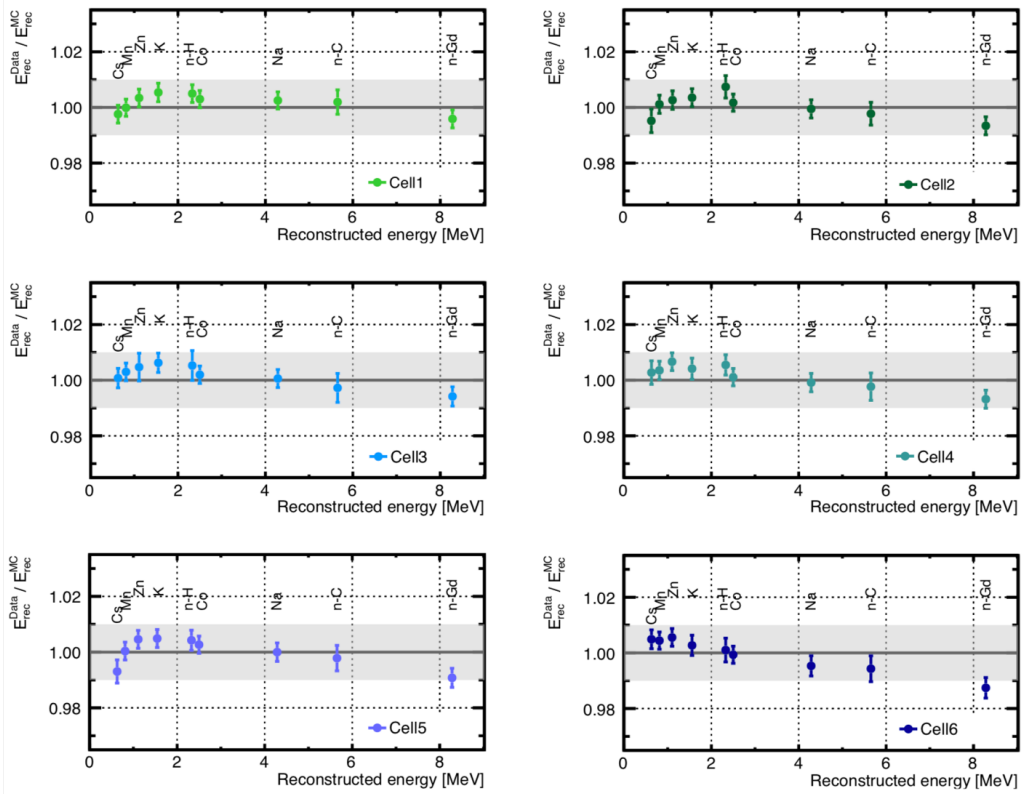 E_rec^Data / E_rec^MC
1.02
1.00
0.98
Cs Mn Zn K n-H Co Na n-C n-Gd
Cell1
0 2 4 6 8
Reconstructed energy [MeV]
E_rec^Data / E_rec^MC
1.02
1.00
0.98
Cs Mn Zn K n-H Co Na n-C n-Gd
Cell2
0 2 4 6 8
Reconstructed energy [MeV]
E_rec^Data / E_rec^MC
1.02
1.00
0.98
Cs Mn Zn K n-H Co Na n-C n-Gd
Cell3
0 2 4 6 8
Reconstructed energy [MeV]
E_rec^Data / E_rec^MC
1.02
1.00
0.98
Cs Mn Zn K n-H Co Na n-C n-Gd
Cell4
0 2 4 6 8
Reconstructed energy [MeV]
E_rec^Data / E_rec^MC
1.02
1.00
0.98
Cs Mn Zn K n-H Co Na n-C n-Gd
Cell5
0 2 4 6 8
Reconstructed energy [MeV]
E_rec^Data / E_rec^MC
1.02
1.00
0.98
Cs Mn Zn K n-H Co Na n-C n-Gd
Cell6
0 2 4 6 8
Reconstructed energy [MeV]